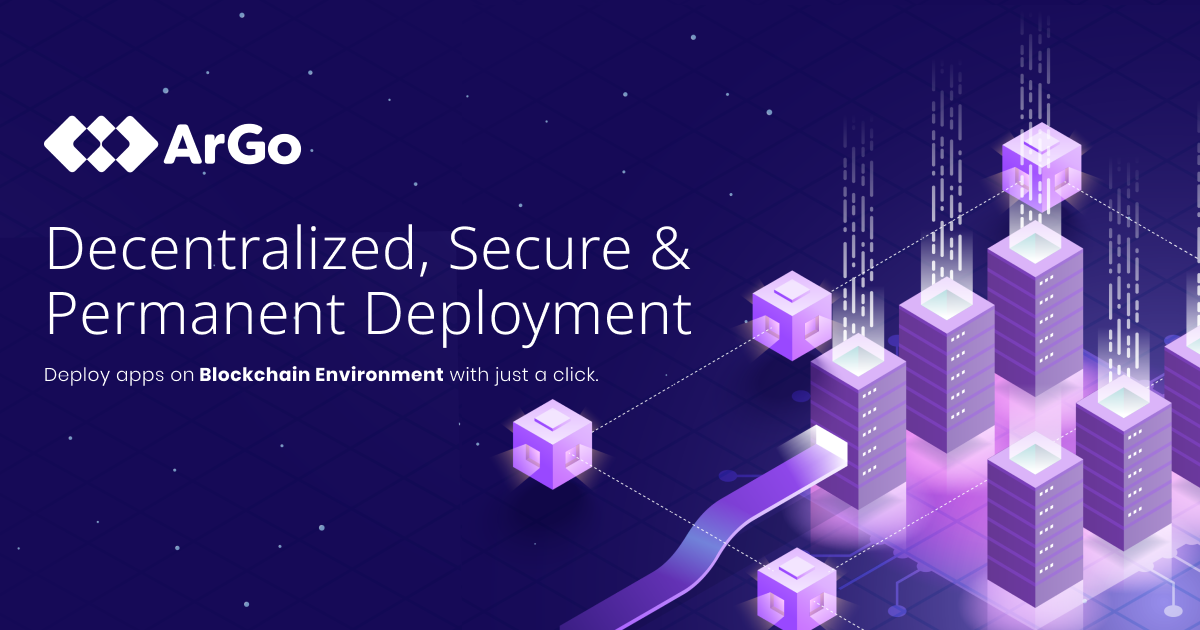 ArGo
Decentralized, Secure &
Permanent Deployment
Deploy apps on Blockchain Environment with just a click.